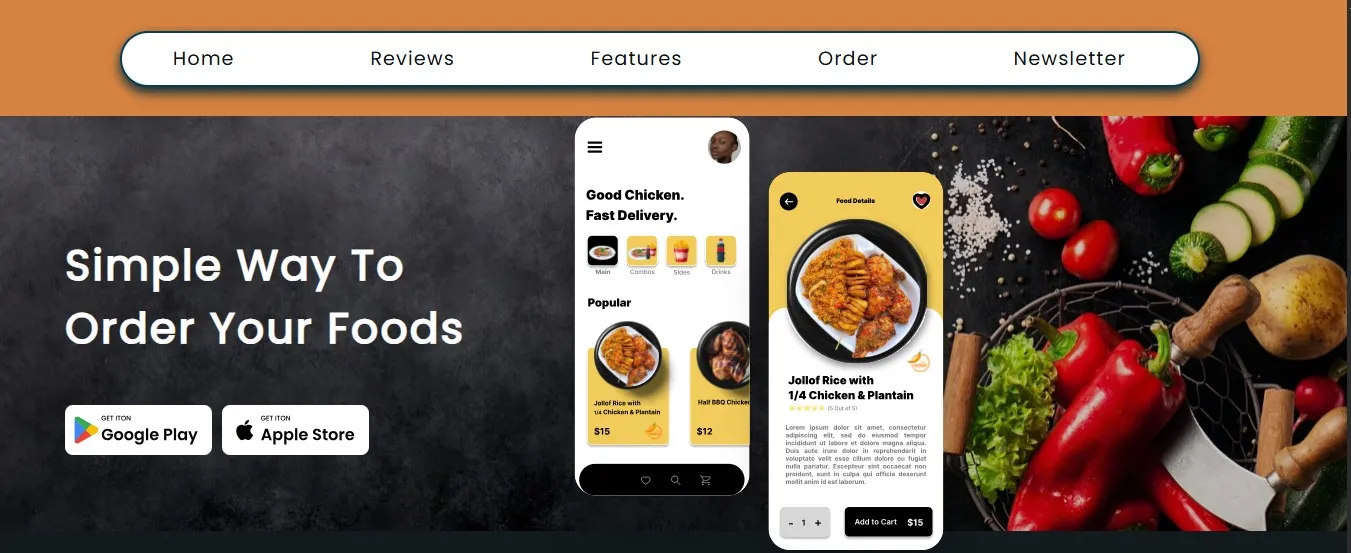 Home Reviews Features Order Newsletter
Simple Way To
Order Your Foods
GET ITON
Google Play
GET ITON
Apple Store
Good Chicken.
Fast Delivery.
Main Combos Sides Drinks
Popular
Jollof Rice with
1/4 Chicken & Plantain
$15
Half BBQ Chicken
$12
Food Details
Jollof Rice with
1/4 Chicken & Plantain
(5 Out of 5)
Lorem ipsum dolor sit amet, consectetur
adipiscing elit, sed do eiusmod tempor
incididunt ut labore et dolore magna aliqua.
Duis aute irure dolor in reprehenderit in
voluptate velit esse cillum dolore eu fugiat
nulla pariatur. Excepteur sint occaecat non
proident, sunt in culpa qui officia deserunt
mollit anim id est laborum.
- 1 +
Add to Cart $15